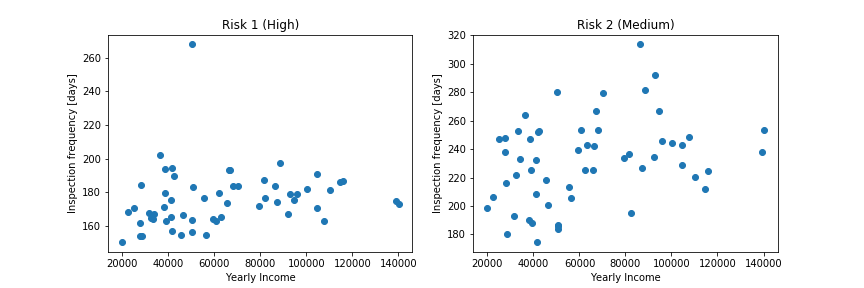 Risk 1 (High)
Risk 2 (Medium)
Inspection frequency [days]
260
240
220
200
180
160
20000 40000 60000 80000 100000 120000 140000
Yearly Income
Inspection frequency [days]
320
300
280
260
240
220
200
180
20000 40000 60000 80000 100000 120000 140000
Yearly Income